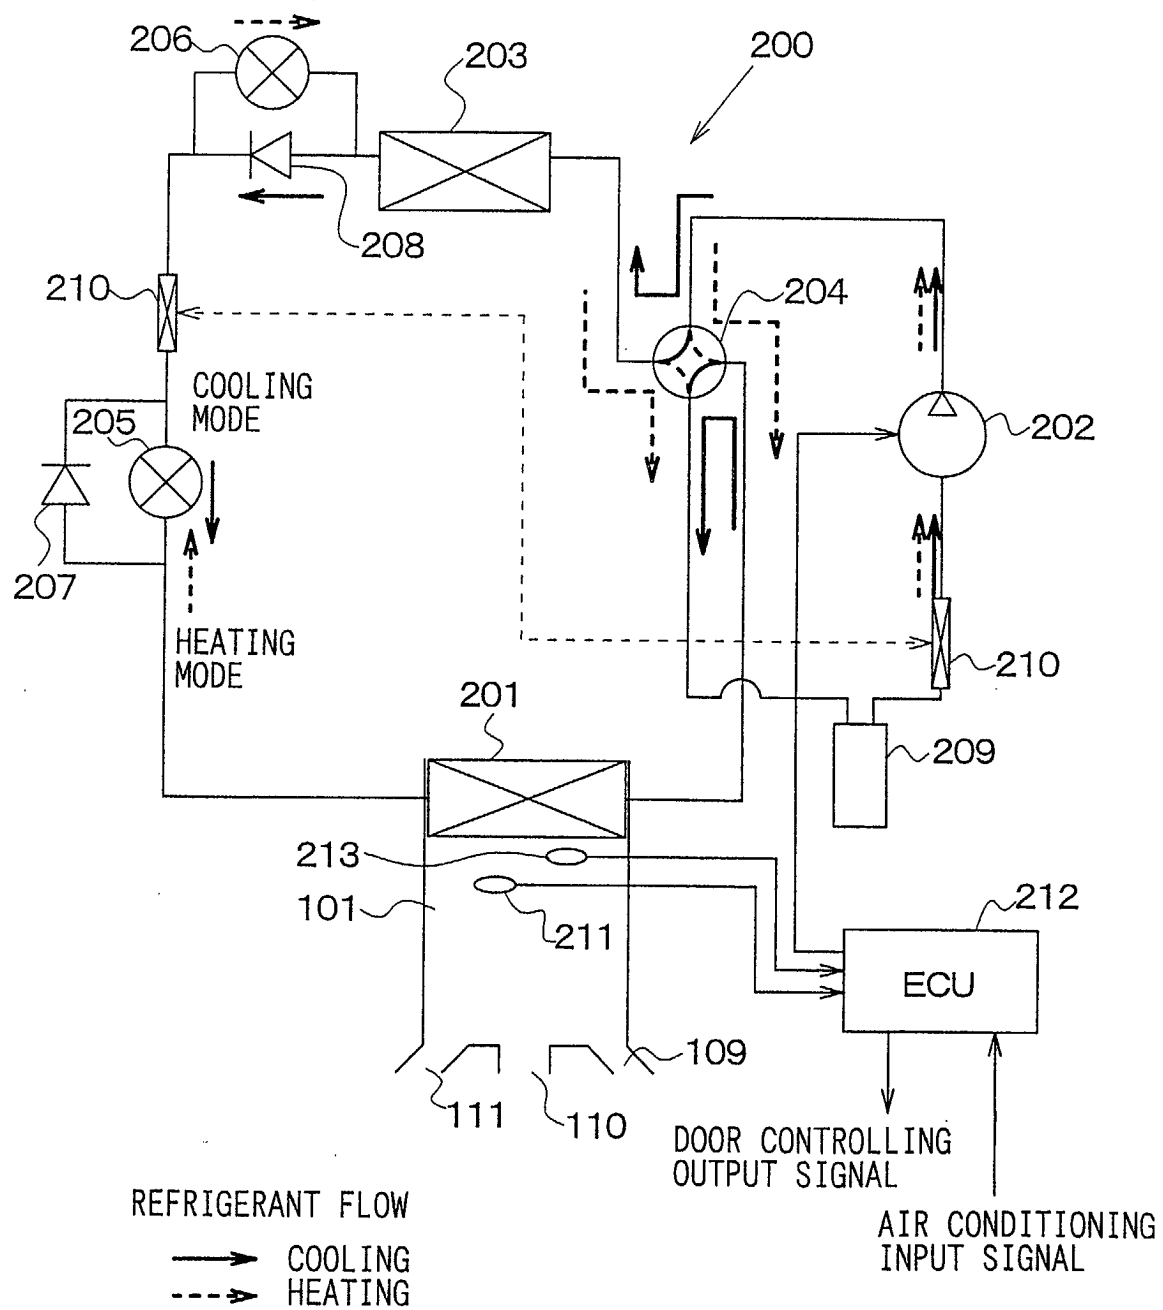 206
203
200
208
210
204
COOLING
MODE
205
202
207
HEATING
MODE
210
201
209
213
101
211
212
ECU
109
111
110
DOOR CONTROLLING
OUTPUT SIGNAL
REFRIGERANT FLOW
AIR CONDITIONING
INPUT SIGNAL
COOLING
HEATING